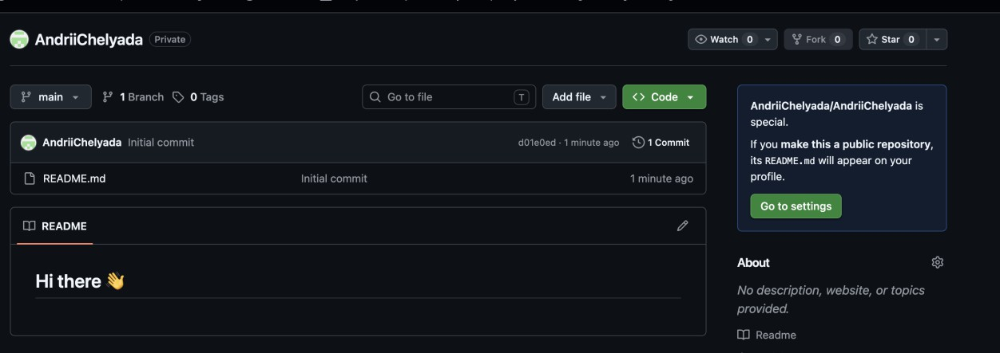 AndriiChelyada Private
Watch 0
Fork 0
Star 0
main
1 Branch
0 Tags
Go to file T
Add file
<> Code
AndriiChelyada Initial commit
d01e0ed · 1 minute ago
1 Commit
README.md
Initial commit
1 minute ago
README
Hi there 👋
AndriiChelyada/AndriiChelyada is
special.
If you make this a public repository,
its README.md will appear on your
profile.
Go to settings
About
No description, website, or topics
provided.
Readme